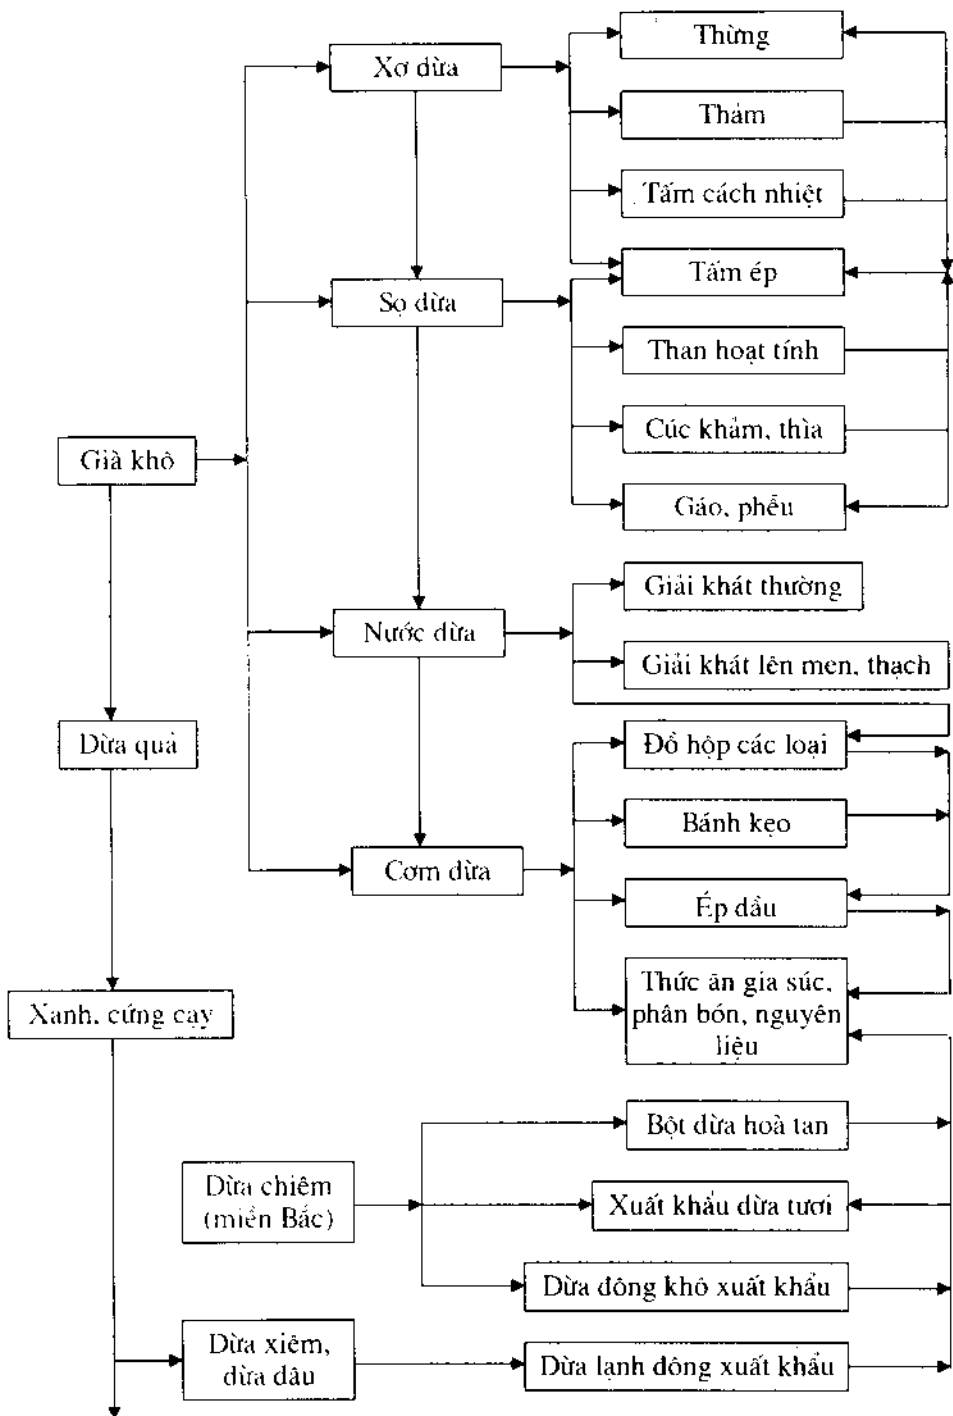 Thừng
Xơ dừa
Thảm
Tấm cách nhiệt
Tấm ép
Sọ dừa
Than hoạt tính
Cúc khảm, thìa
Già khô
Gáo, phễu
Giải khát thường
Nước dừa
Giải khát lên men, thạch
Dừa quả
Đồ hộp các loại
Bánh kẹo
Cơm dừa
Ép dầu
Xanh, cứng cạy
Thức ăn gia súc,
phân bón, nguyên
liệu
Bột dừa hoà tan
Dừa chiêm
(miền Bắc)
Xuất khẩu dừa tươi
Dừa đông khô xuất khẩu
Dừa xiêm,
dừa dâu
Dừa lạnh đông xuất khẩu